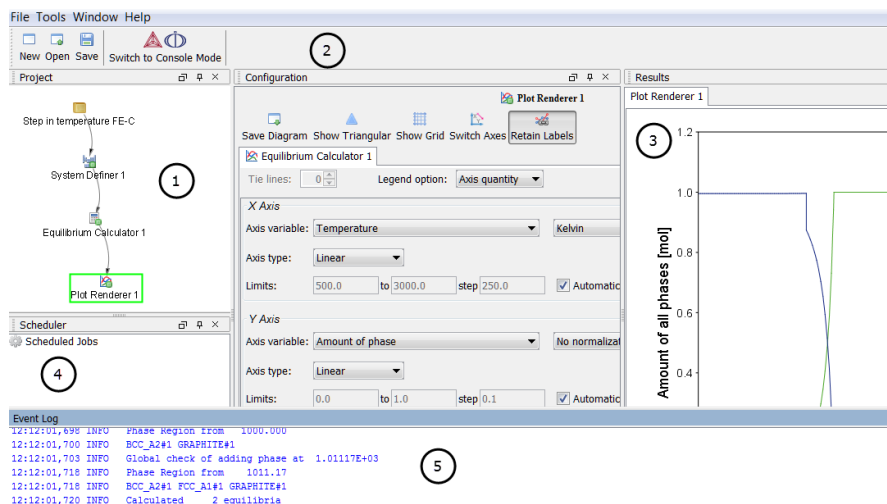 File Tools Window Help
New Open Save Switch to Console Mode
2
Project
Step in temperature FE-C
System Definer 1
1
Equilibrium Calculator 1
Plot Renderer 1
Scheduler
Scheduled Jobs
4
Configuration
Plot Renderer 1
Save Diagram Show Triangular Show Grid Switch Axes Retain Labels
Equilibrium Calculator 1
Tie lines: 0 Legend option: Axis quantity
X Axis
Axis variable: Temperature Kelvin
Axis type: Linear
Limits: 500.0 to 3000.0 step 250.0 Automatic
Y Axis
Axis variable: Amount of phase No normalizat
Axis type: Linear
Limits: 0.0 to 1.0 step 0.1 Automatic
Results
Plot Renderer 1
3
1.2
1.0
0.8
0.6
0.4
Amount of all phases [mol]
Event Log
12:12:01,698 INFO Phase Region from 1000.000
12:12:01,700 INFO BCC_A2#1 GRAPHITE#1
12:12:01,703 INFO Global check of adding phase at 1.01117E+03
12:12:01,718 INFO Phase Region from 1011.17
12:12:01,718 INFO BCC_A2#1 FCC_A1#1 GRAPHITE#1
12:12:01,720 INFO Calculated 2 equilibria
5